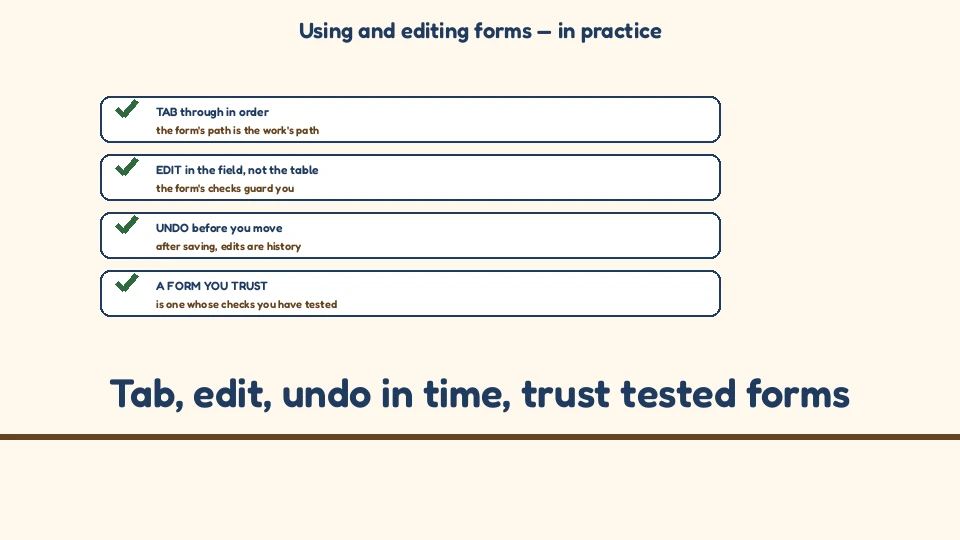 Using and editing forms — in practice
TAB through in order
the form's path is the work's path
EDIT in the field, not the table
the form's checks guard you
UNDO before you move
after saving, edits are history
A FORM YOU TRUST
is one whose checks you have tested
Tab, edit, undo in time, trust tested forms